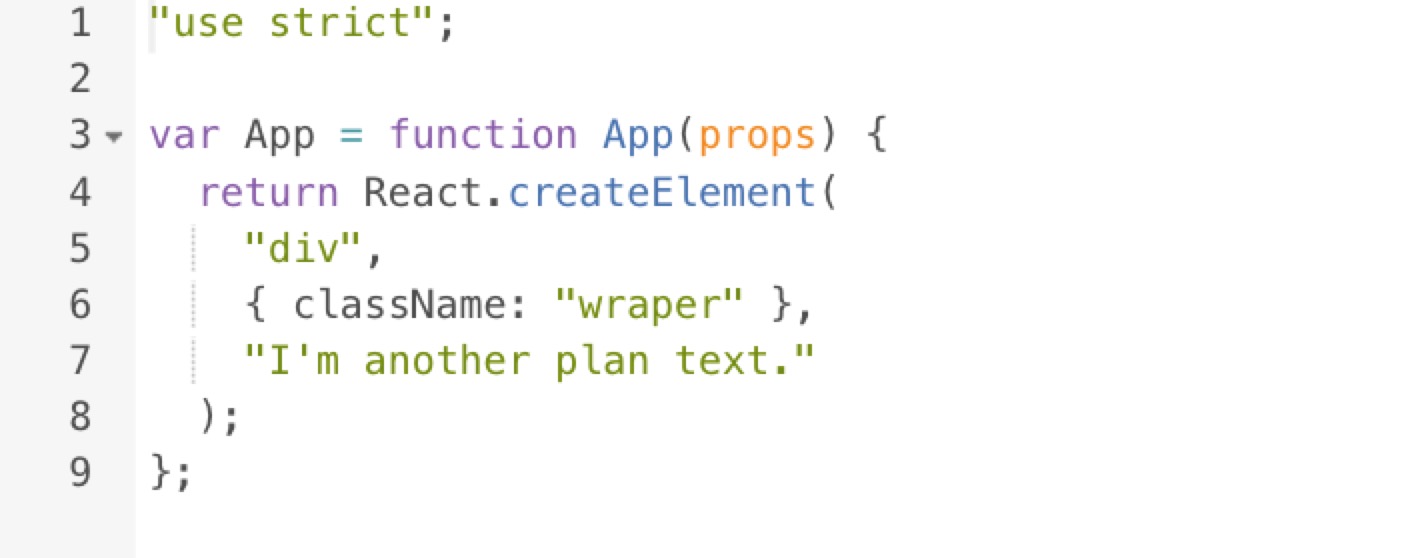 1 "use strict";
2
3 var App = function App(props) {
4 return React.createElement(
5 "div",
6 { className: "wraper" },
7 "I'm another plan text."
8 );
9 };